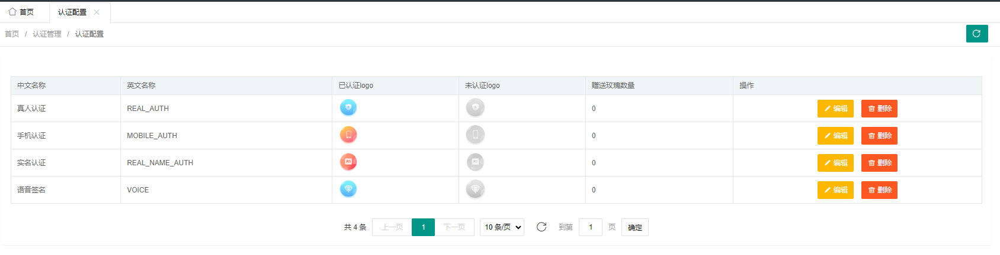 首页 认证配置
首页 / 认证管理 / 认证配置
中文名称 英文名称 已认证logo 未认证logo 赠送玫瑰数量 操作
真人认证 REAL_AUTH 0 编辑 删除
手机认证 MOBILE_AUTH 0 编辑 删除
实名认证 REAL_NAME_AUTH 0 编辑 删除
语音签名 VOICE 0 编辑 删除
共 4 条 上一页 1 下一页 10 条/页 到第 1 页 确定